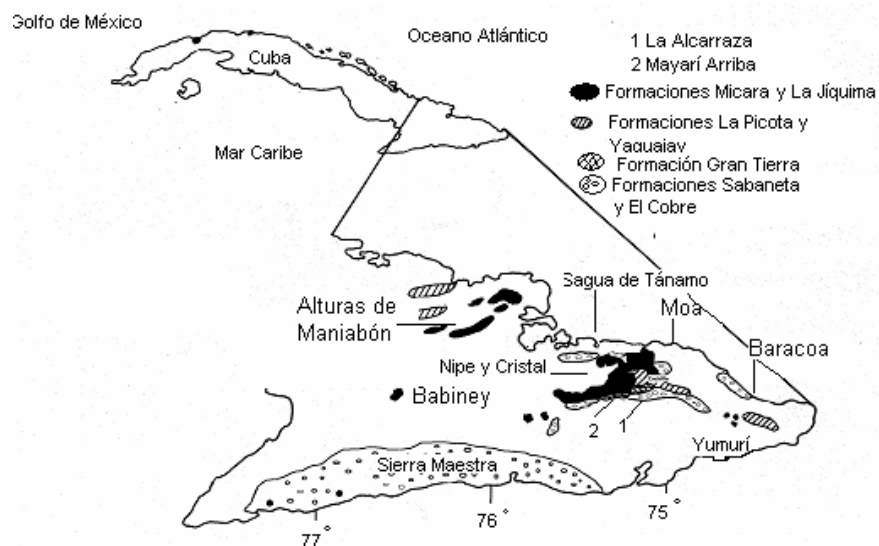 Golfo de México
Oceano Atlántico
Cuba
Mar Caribe
1 La Alcarraza
2 Mayarí Arriba
Formaciones Micara y La Jíquima
Formaciones La Picota y
Yaguajay
Formación Gran Tierra
Formaciones Sabaneta
y El Cobre
Sagua de Tánamo
Moa
Alturas de
Maniabón
Baracoa
Nipe y Cristal
Babiney
2
1
Yumurí
Sierra Maestra
77°
76°
75°